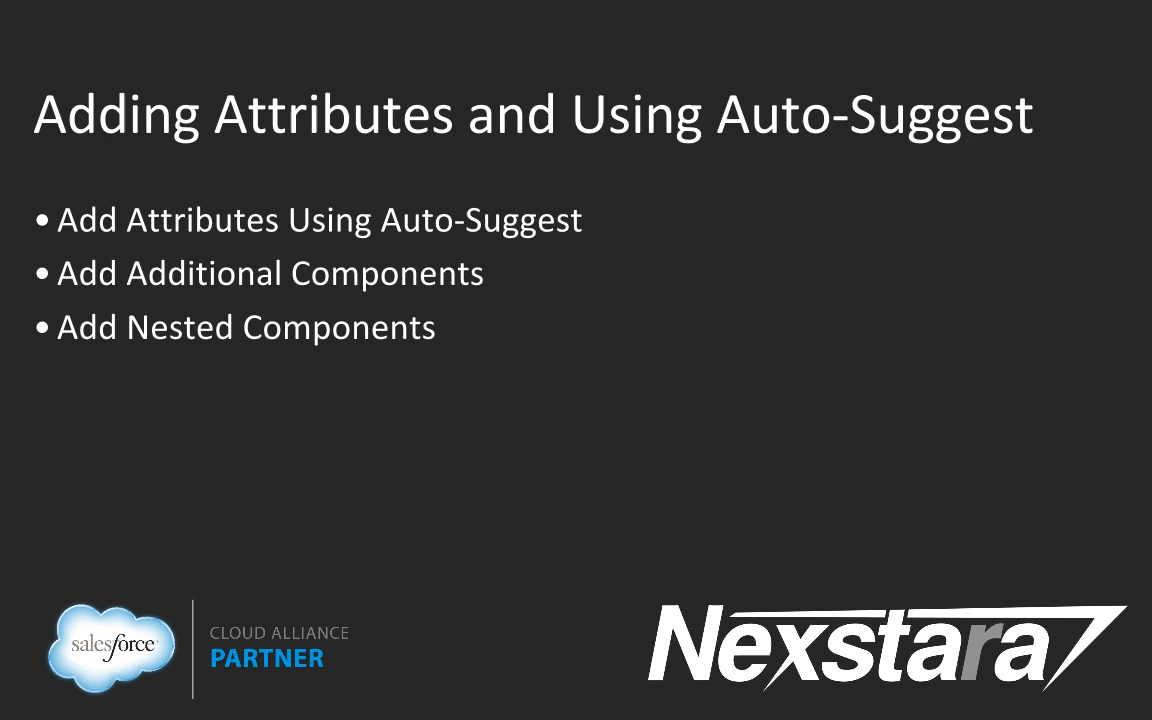 Adding Attributes and Using Auto-Suggest
• Add Attributes Using Auto-Suggest
• Add Additional Components
• Add Nested Components
salesforce
CLOUD ALLIANCE
PARTNER
Nexstara